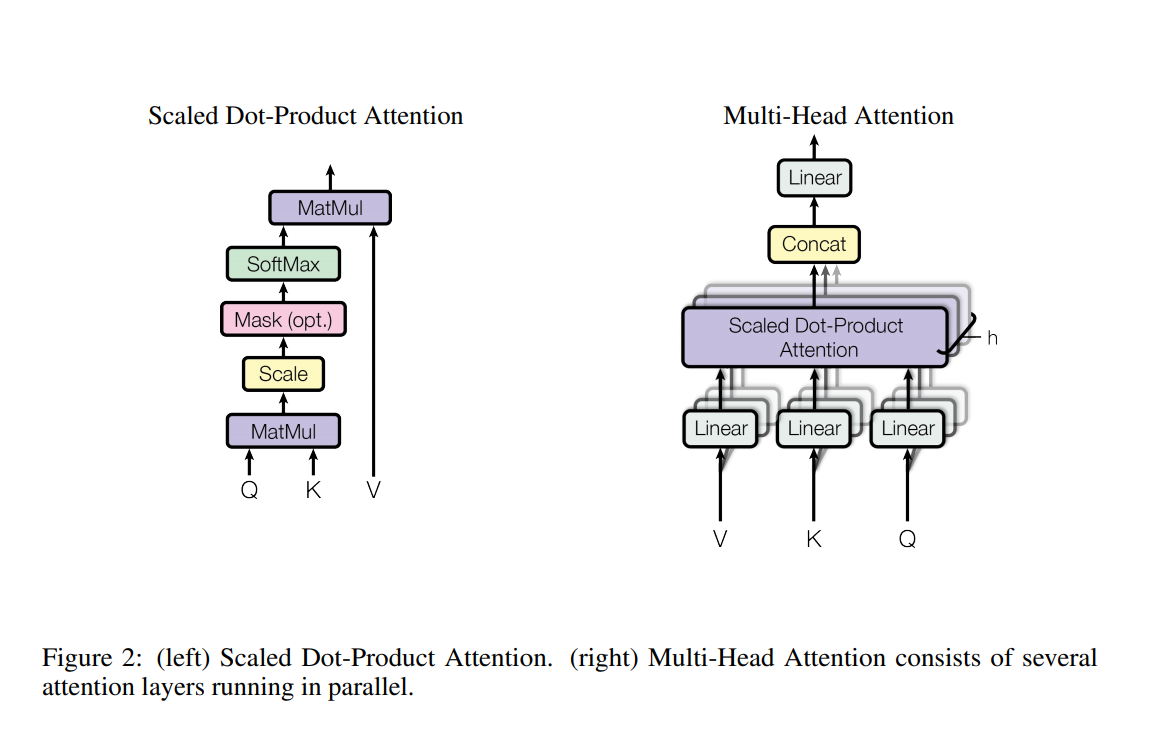 Scaled Dot-Product Attention
MatMul
SoftMax
Mask (opt.)
Scale
MatMul
Q K V
Multi-Head Attention
Linear
Concat
Scaled Dot-Product
Attention
h
Linear Linear Linear
V K Q
Figure 2: (left) Scaled Dot-Product Attention. (right) Multi-Head Attention consists of several
attention layers running in parallel.